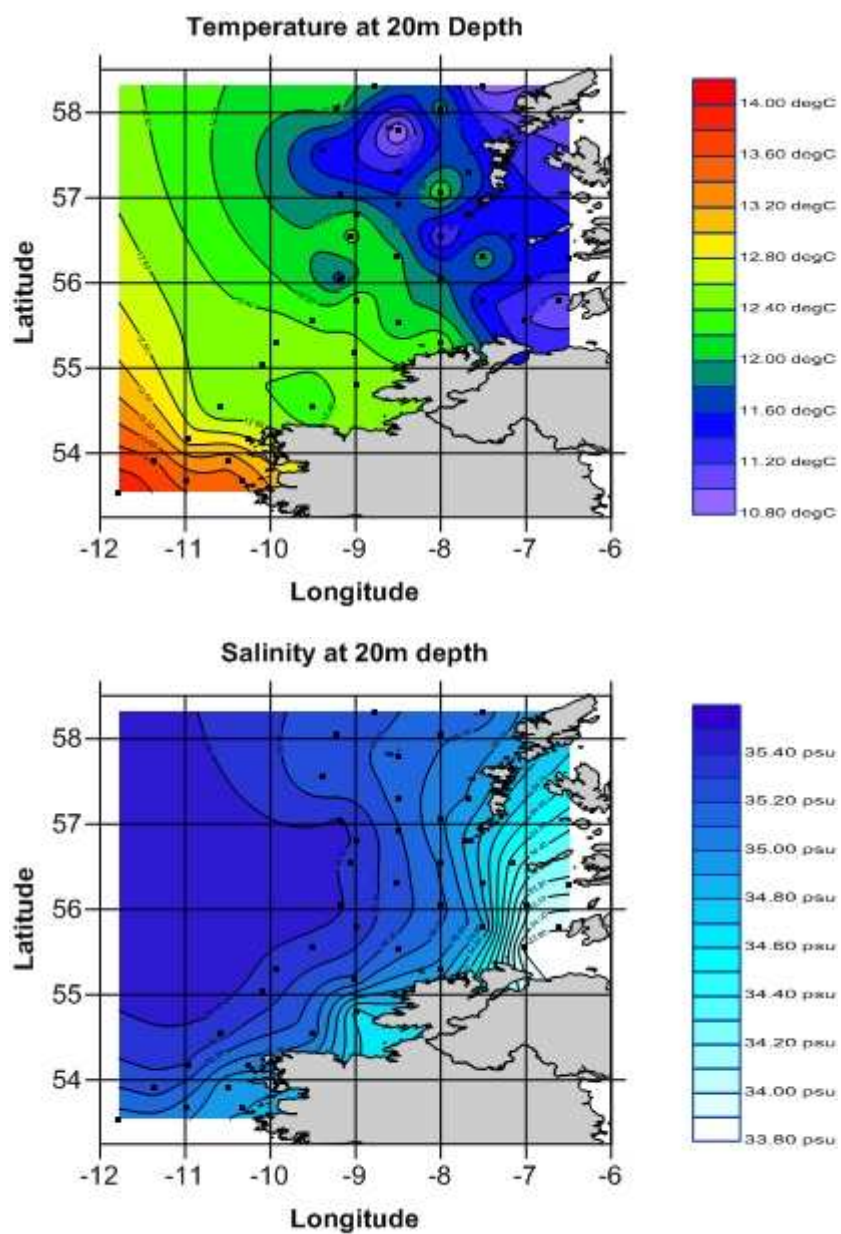 Temperature at 20m Depth
58
57
56
55
54
Latitude
-12 -11 -10 -9 -8 -7 -6
Longitude
14.00 degC
13.60 degC
13.20 degC
12.80 degC
12.40 degC
12.00 degC
11.60 degC
11.20 degC
10.80 degC
Salinity at 20m depth
58
57
56
55
54
Latitude
-12 -11 -10 -9 -8 -7 -6
Longitude
35.40 psu
35.20 psu
35.00 psu
34.80 psu
34.60 psu
34.40 psu
34.20 psu
34.00 psu
33.80 psu